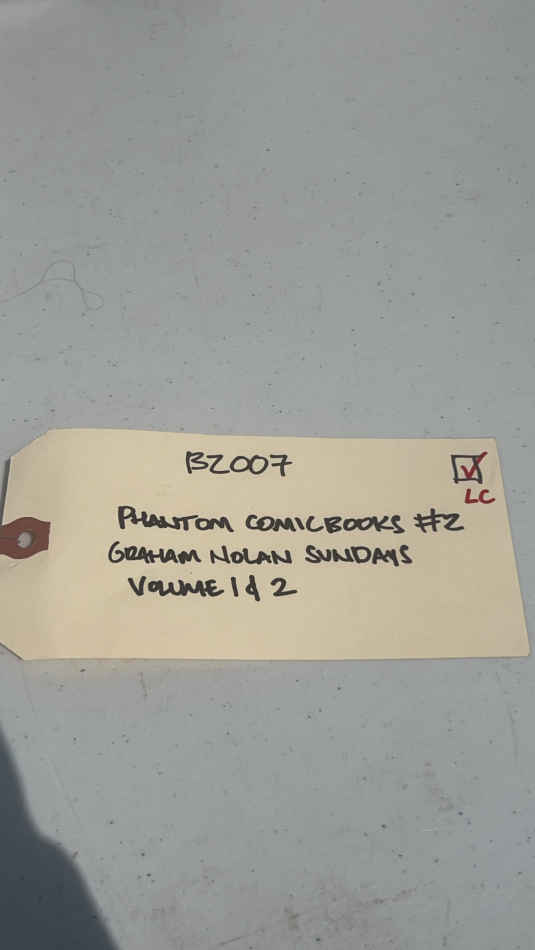 BZ007
LC
PHANTOM COMICBOOKS #2
GRAHAM NOLAN SUNDAYS
VOLUME 1 & 2